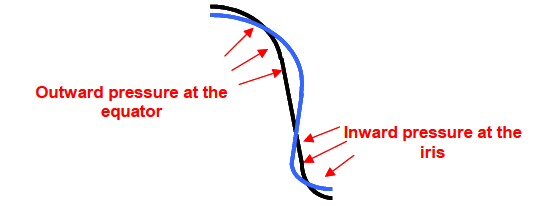 Outward pressure at the
equator
Inward pressure at the
iris